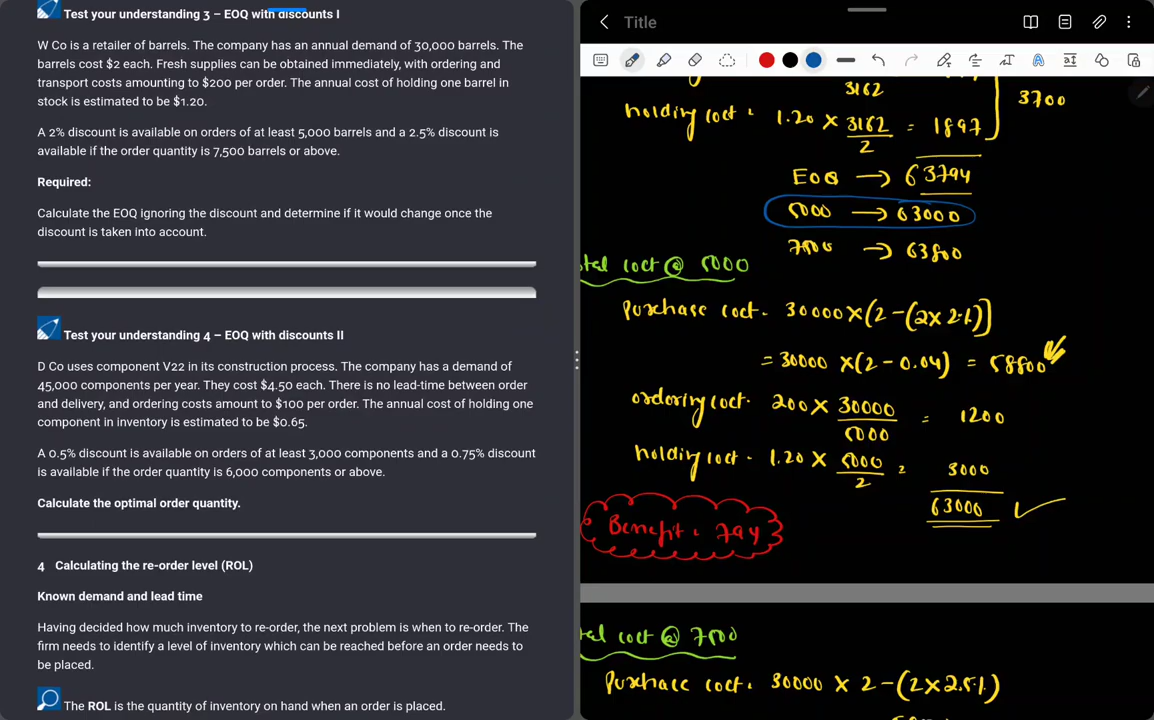 Test your understanding 3 – EOQ with discounts I
W Co is a retailer of barrels. The company has an annual demand of 30,000 barrels. The
barrels cost $2 each. Fresh supplies can be obtained immediately, with ordering and
transport costs amounting to $200 per order. The annual cost of holding one barrel in
stock is estimated to be $1.20.
A 2% discount is available on orders of at least 5,000 barrels and a 2.5% discount is
available if the order quantity is 7,500 barrels or above.
Required:
Calculate the EOQ ignoring the discount and determine if it would change once the
discount is taken into account.
Test your understanding 4 – EOQ with discounts II
D Co uses component V22 in its construction process. The company has a demand of
45,000 components per year. They cost $4.50 each. There is no lead-time between order
and delivery, and ordering costs amount to $100 per order. The annual cost of holding one
component in inventory is estimated to be $0.65.
A 0.5% discount is available on orders of at least 3,000 components and a 0.75% discount
is available if the order quantity is 6,000 components or above.
Calculate the optimal order quantity.
4 Calculating the re-order level (ROL)
Known demand and lead time
Having decided how much inventory to re-order, the next problem is when to re-order. The
firm needs to identify a level of inventory which can be reached before an order needs to
be placed.
The ROL is the quantity of inventory on hand when an order is placed.
Title
3162
3700
holding cost = 1.20 × 3162/2 = 1897
EOQ → 63794
5000 → 63000
7500 → 63800
tal cost @ 5000
Purchase cost = 30000 × (2 - (2 × 2%))
= 30000 × (2 - 0.04) = 58800
ordering cost = 200 × 30000/5000 = 1200
holding cost = 1.20 × 5000/2 = 3000
63000
Benefit = 794
tal cost @ 7500
Purchase cost = 30000 × 2 - (2 × 2.5%)